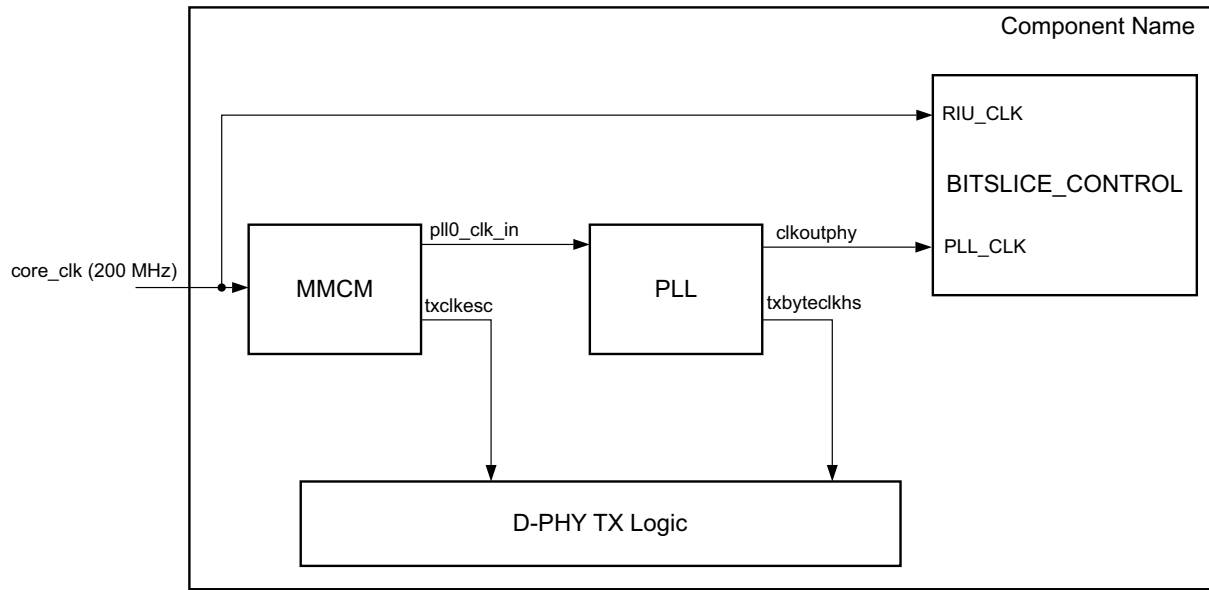 Component Name
RIU_CLK
BITSLICE_CONTROL
pll0_clk_in
clkoutphy
PLL_CLK
core_clk (200 MHz)
MMCM
PLL
txclkesc
txbyteclkhs
D-PHY TX Logic